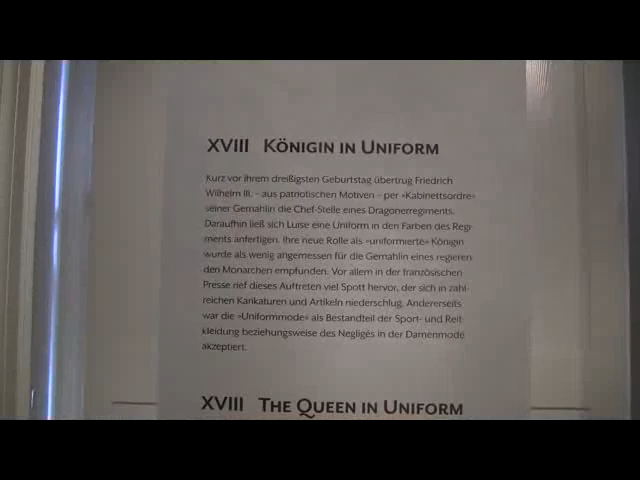 XVIII Königin in Uniform
Kurz vor ihrem dreißigsten Geburtstag übertrug Friedrich
Wilhelm III. – aus patriotischen Motiven – per »Kabinettsordre«
seiner Gemahlin die Chef-Stelle eines Dragonerregiments.
Daraufhin ließ sich Luise eine Uniform in den Farben des Regi-
ments anfertigen. Ihre neue Rolle als »uniformierte« Königin
wurde als wenig angemessen für die Gemahlin eines regieren-
den Monarchen empfunden. Vor allem in der französischen
Presse rief dieses Auftreten viel Spott hervor, der sich in zahl-
reichen Karikaturen und Artikeln niederschlug. Andererseits
war die »Uniformmode« als Bestandteil der Sport- und Reit-
kleidung beziehungsweise des Negligés in der Damenmode
akzeptiert.
XVIII The Queen in Uniform